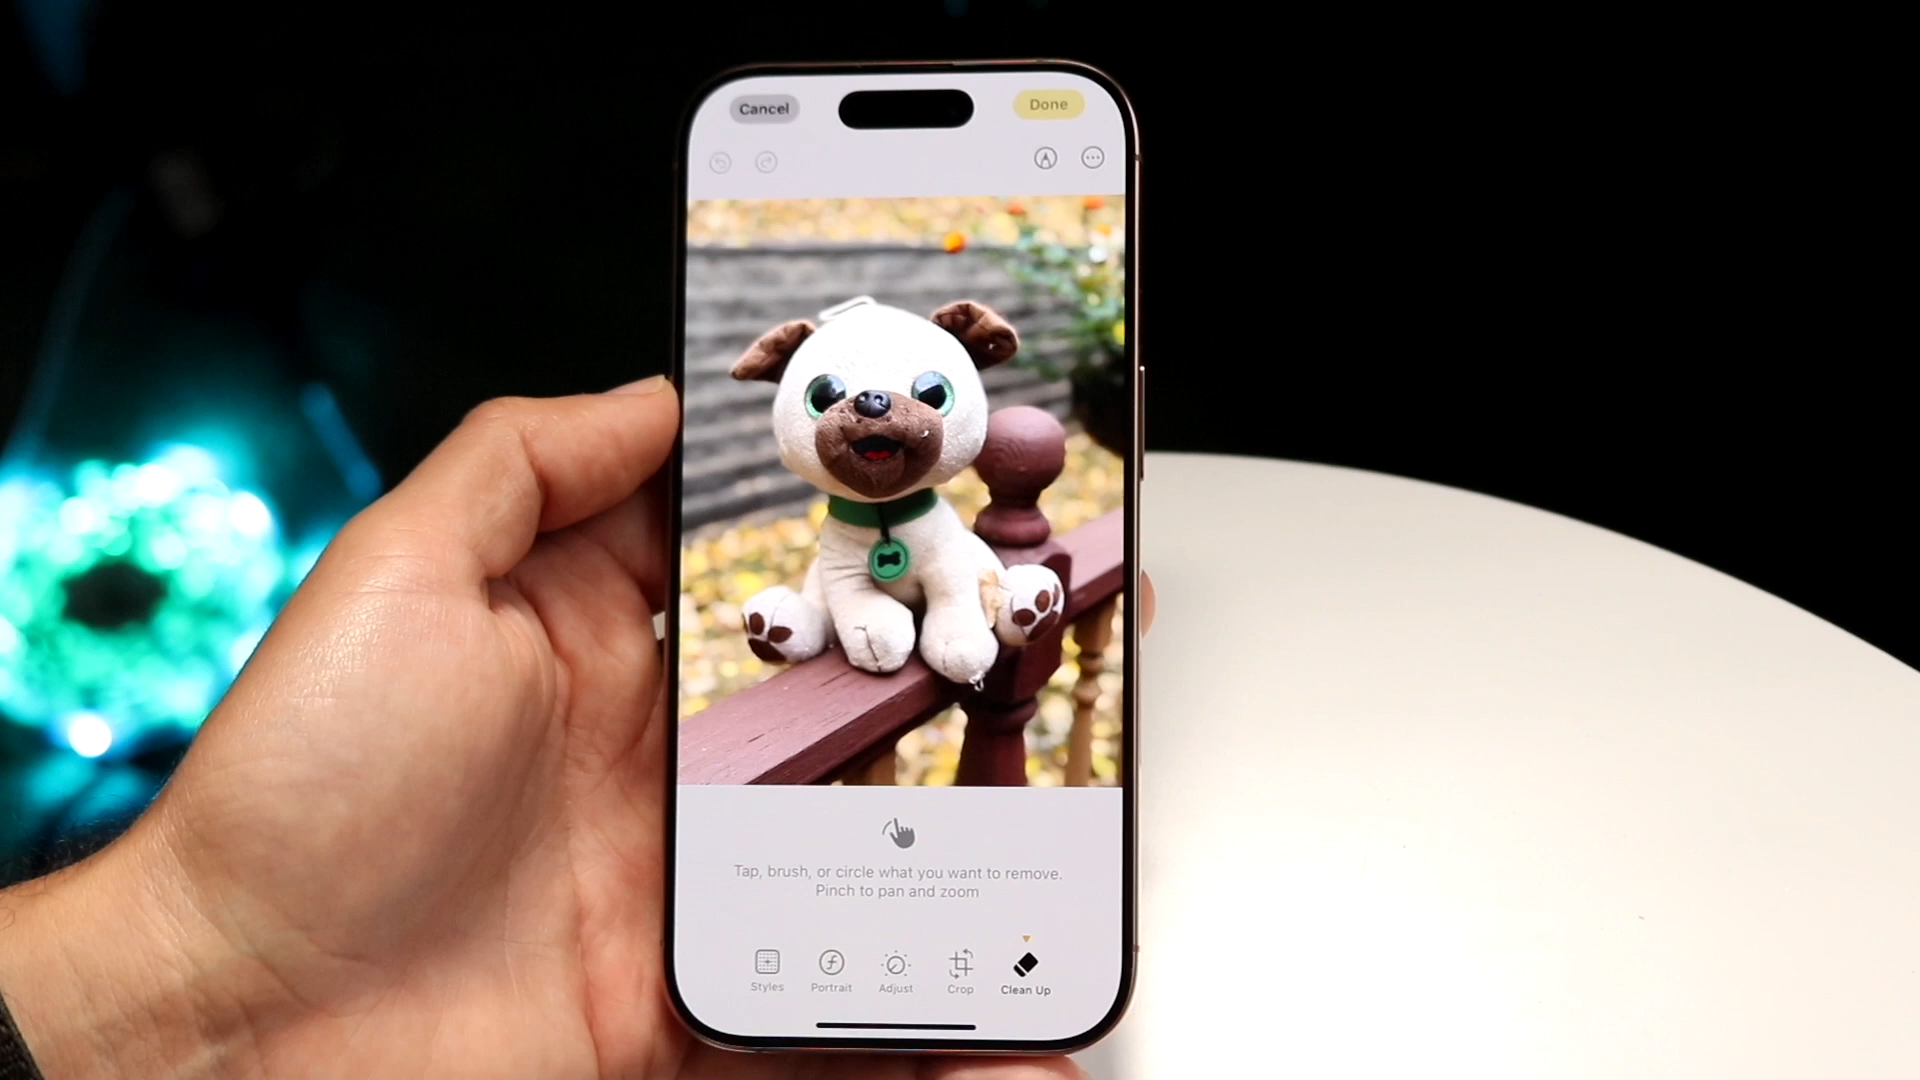 Cancel
Done
Tap, brush, or circle what you want to remove.
Pinch to pan and zoom
Styles
Portrait
Adjust
Crop
Clean Up